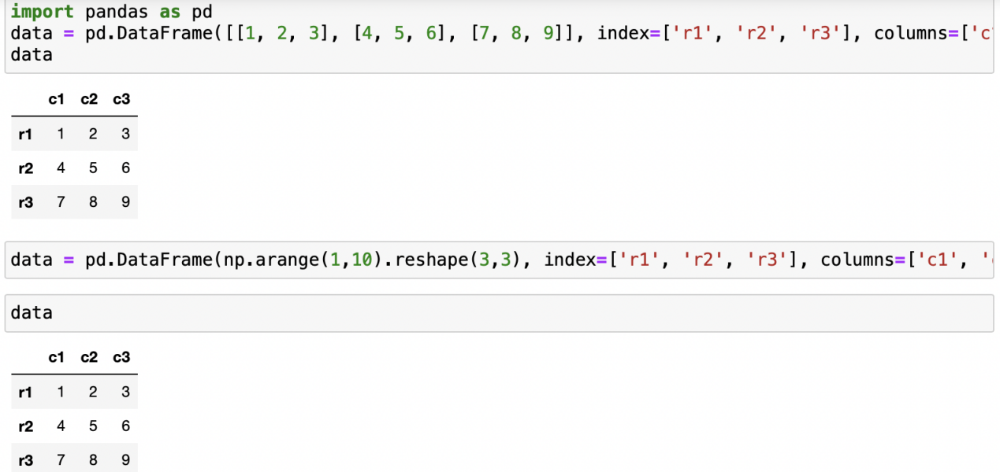 import pandas as pd
data = pd.DataFrame([[1, 2, 3], [4, 5, 6], [7, 8, 9]], index=['r1', 'r2', 'r3'], columns=['c
data
c1 c2 c3
r1 1 2 3
r2 4 5 6
r3 7 8 9
data = pd.DataFrame(np.arange(1,10).reshape(3,3), index=['r1', 'r2', 'r3'], columns=['c1', '
data
c1 c2 c3
r1 1 2 3
r2 4 5 6
r3 7 8 9